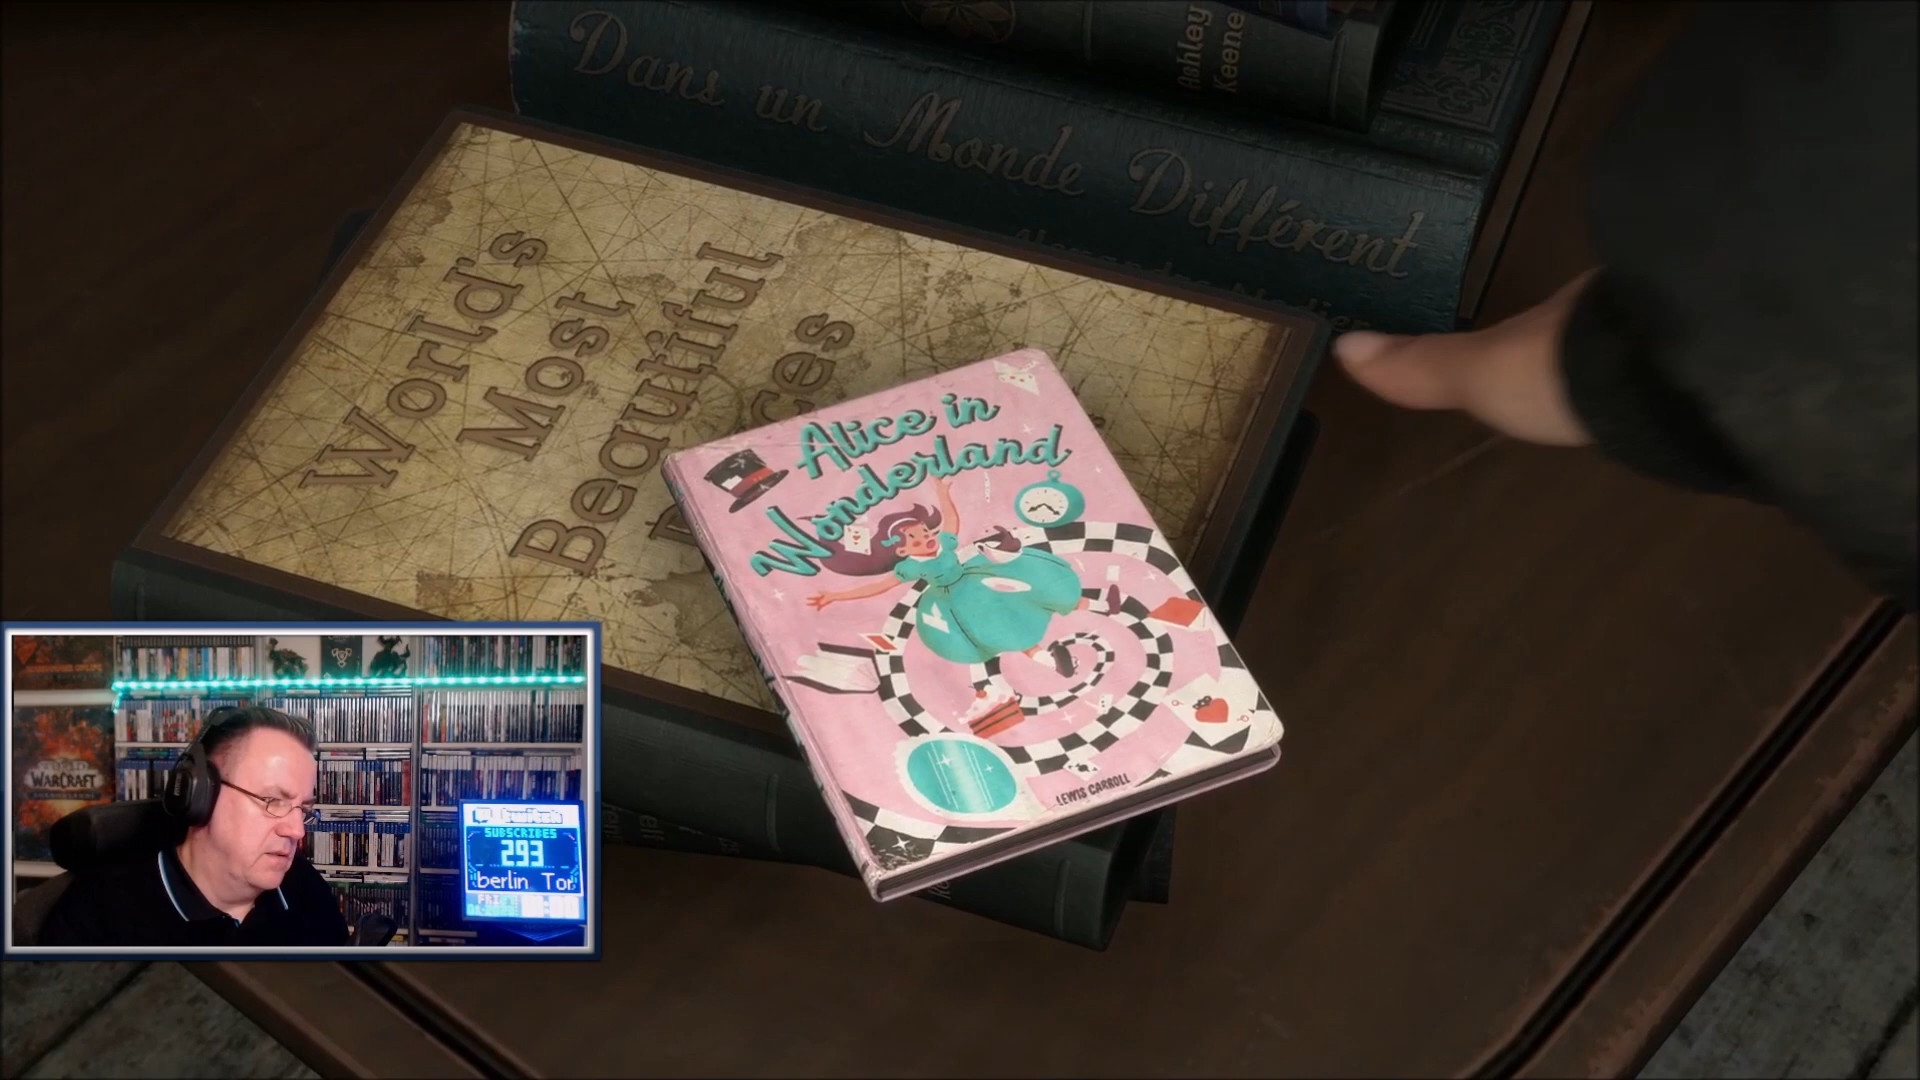 Ashley
Keene
Dans un Monde Différent
World's
Most
Beautiful
Alice in
Wonderland
LEWIS CARROLL
WARCRAFT
twitch
SUBSCRIBES
293
berlin Tor